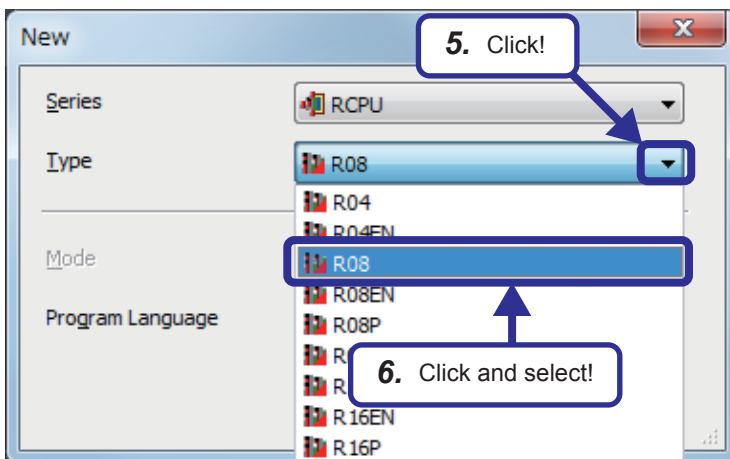 New
5. Click!
Series
RCPU
Type
R08
R04
R04EN
Mode
R08
R08EN
Program Language
R08P
R
6. Click and select!
R
R16EN
R16P